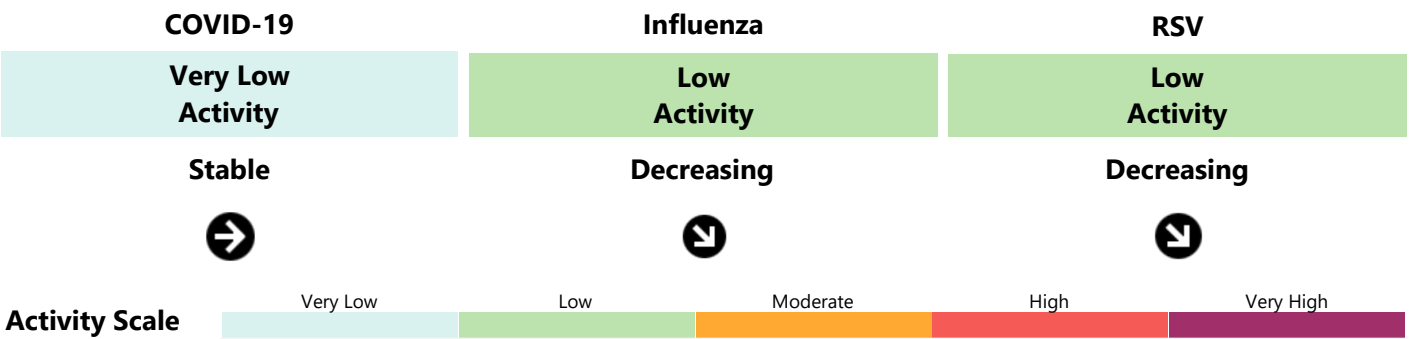 COVID-19
Influenza
RSV
Very Low
Activity
Low
Activity
Low
Activity
Stable
Decreasing
Decreasing
Activity Scale
Very Low
Low
Moderate
High
Very High